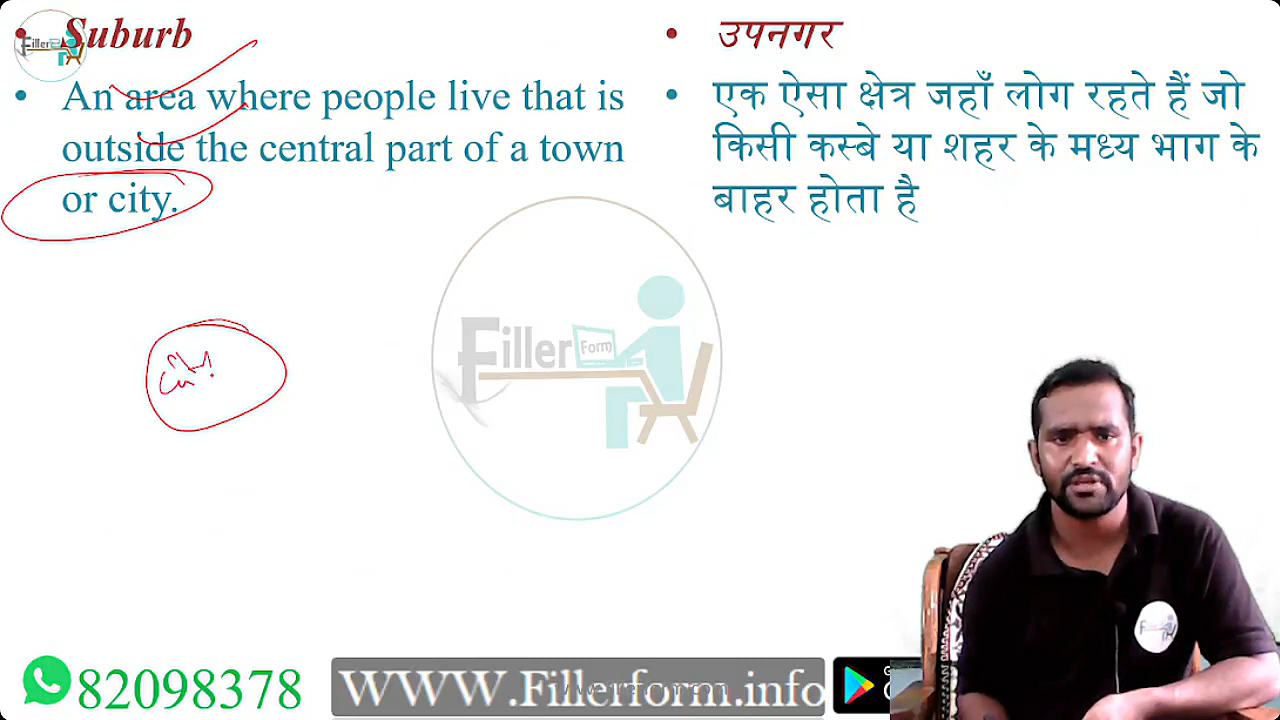 Suburb
An area where people live that is
outside the central part of a town
or city.
उपनगर
एक ऐसा क्षेत्र जहाँ लोग रहते हैं जो
किसी कस्बे या शहर के मध्य भाग के
बाहर होता है
Filler
Filler Form
82098378
WWW.Fillerform.info